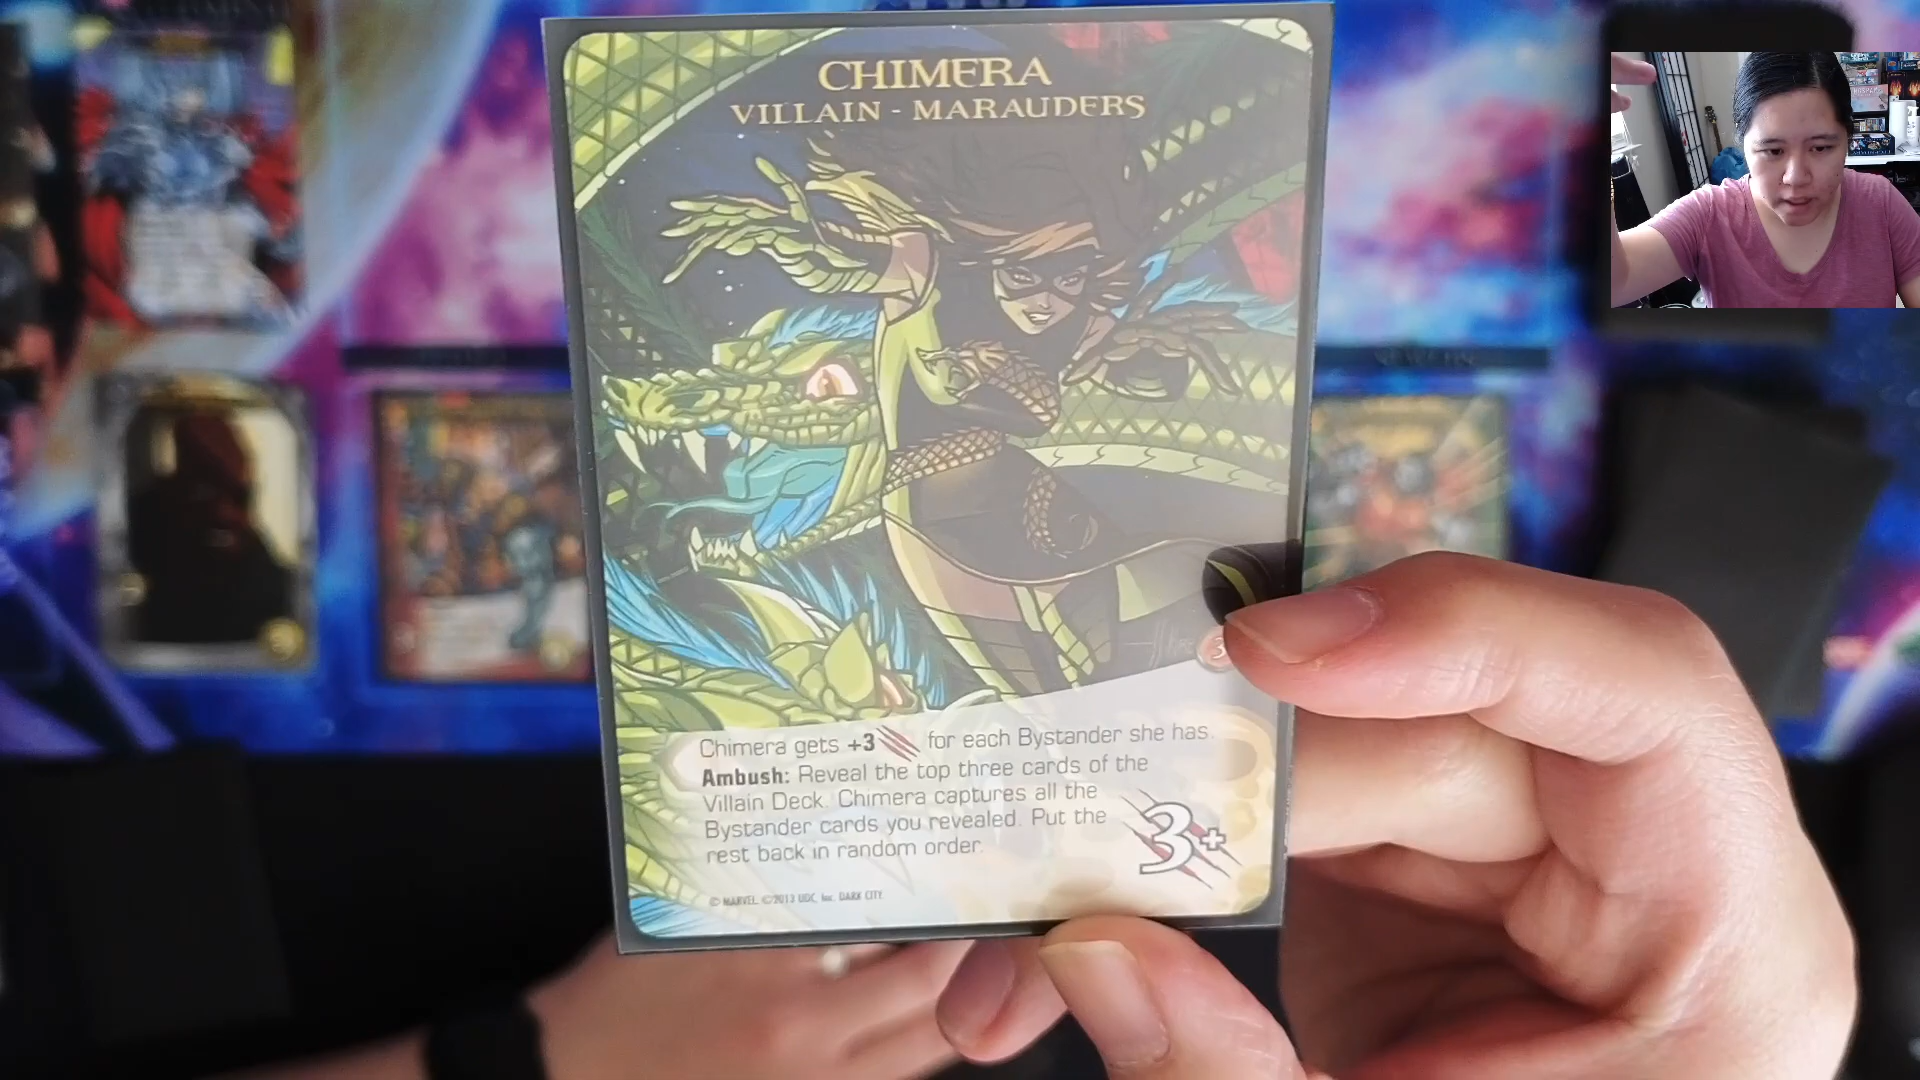 CHIMERA
VILLAIN - MARAUDERS
3
Chimera gets +3 for each Bystander she has.
Ambush: Reveal the top three cards of the
Villain Deck. Chimera captures all the
Bystander cards you revealed. Put the
rest back in random order.
3+
© MARVEL. ©2013 UDC, Inc. DARK CITY